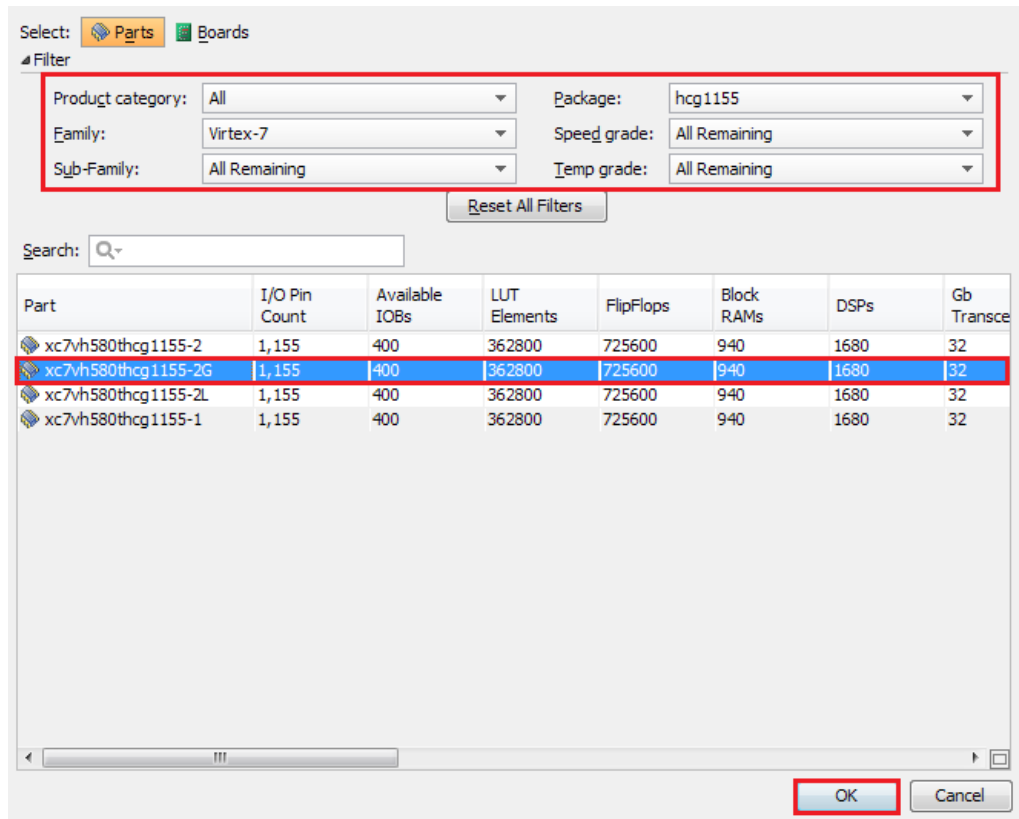 Select: Parts Boards
Filter
Product category: All Package: hcg1155
Family: Virtex-7 Speed grade: All Remaining
Sub-Family: All Remaining Temp grade: All Remaining
Reset All Filters
Search:
Part I/O Pin Count Available IOBs LUT Elements FlipFlops Block RAMs DSPs Gb Transce
xc7vh580thcg1155-2 1,155 400 362800 725600 940 1680 32
xc7vh580thcg1155-2G 1,155 400 362800 725600 940 1680 32
xc7vh580thcg1155-2L 1,155 400 362800 725600 940 1680 32
xc7vh580thcg1155-1 1,155 400 362800 725600 940 1680 32
OK Cancel